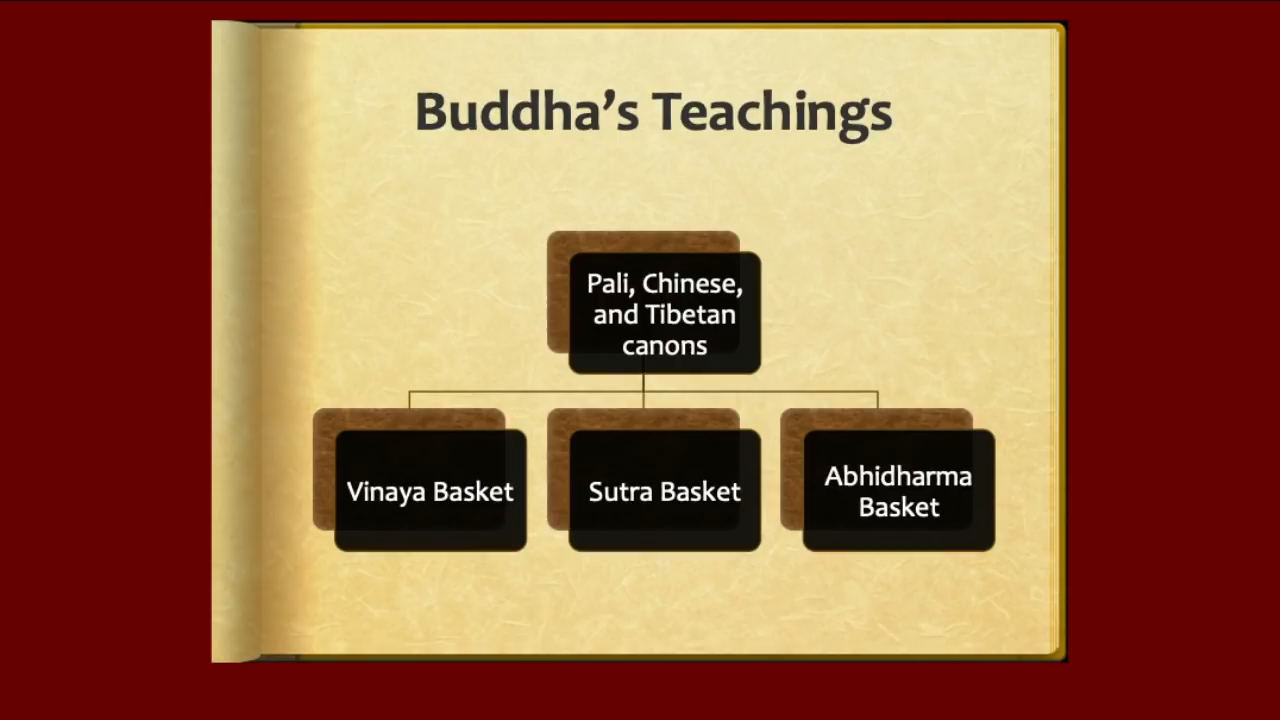 Buddha’s Teachings
Pali, Chinese,
and Tibetan
canons
Vinaya Basket
Sutra Basket
Abhidharma
Basket